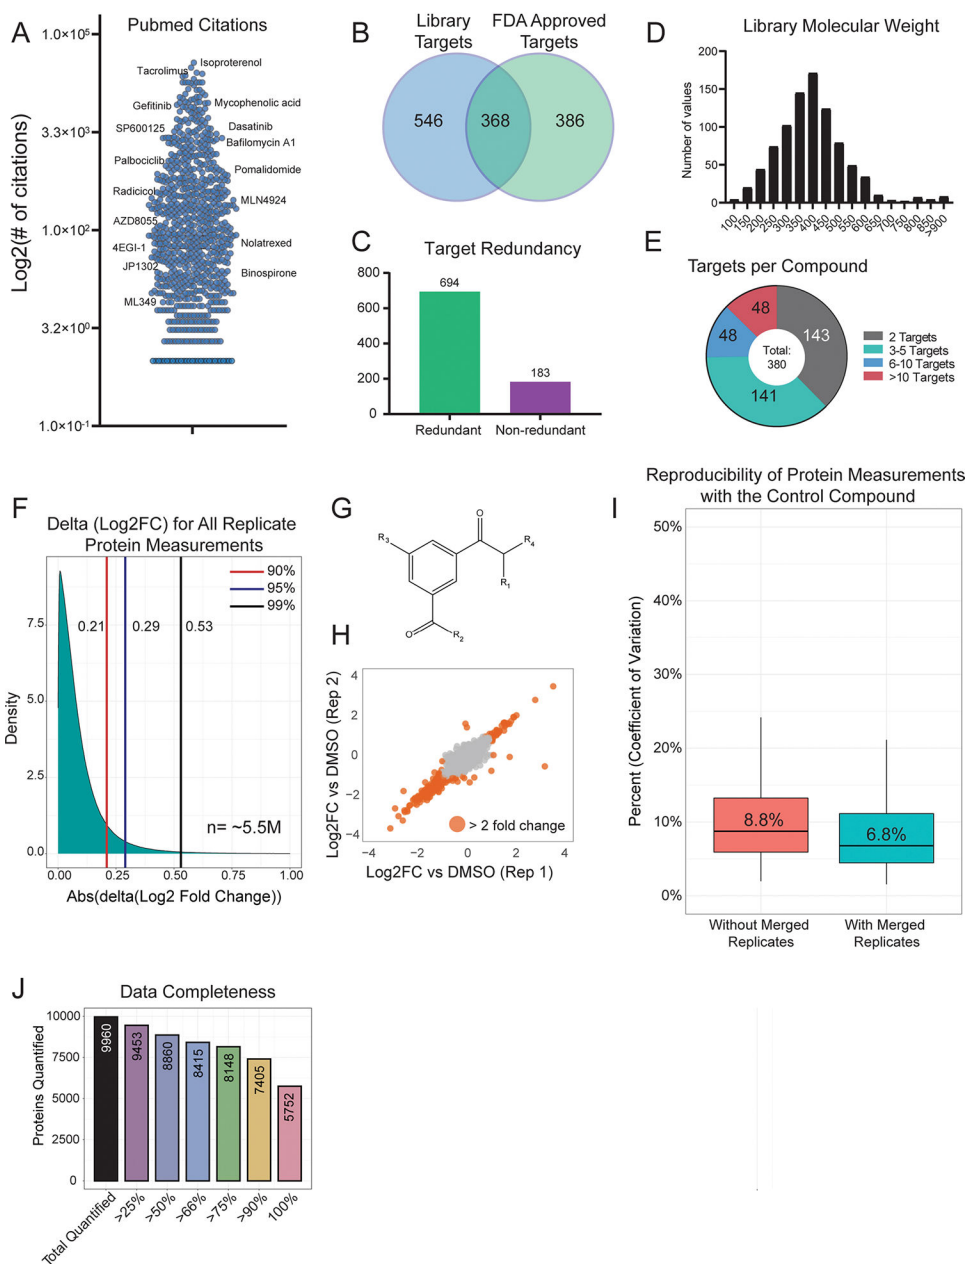 A
Pubmed Citations
Log2(# of citations)
1.0×10⁵
3.3×10³
1.0×10²
3.2×10⁰
1.0×10⁻¹
Isoproterenol
Tacrolimus
Gefitinib
Mycophenolic acid
SP600125
Dasatinib
Bafilomycin A1
Palbociclib
Pomalidomide
Radicicol
MLN4924
AZD8055
Nolatrexed
4EGI-1
JP1302
Binospirone
ML349
B
Library
Targets
FDA Approved
Targets
546
368
386
C
Target Redundancy
800
600
400
200
0
694
183
Redundant
Non-redundant
D
Library Molecular Weight
Number of values
200
150
100
50
0
100
150
200
250
300
350
400
450
500
550
600
650
700
750
800
850
>900
E
Targets per Compound
48
48
143
141
Total:
380
2 Targets
3-5 Targets
6-10 Targets
>10 Targets
F
Delta (Log2FC) for All Replicate
Protein Measurements
90%
95%
99%
0.21
0.29
0.53
Density
7.5
5.0
2.5
0.0
n= ~5.5M
0.00
0.25
0.50
0.75
1.00
Abs(delta(Log2 Fold Change))
G
O
R₃
R₄
R₁
O
R₂
H
Log2FC vs DMSO (Rep 2)
4
2
0
−2
−4
> 2 fold change
−4
−2
0
2
4
Log2FC vs DMSO (Rep 1)
I
Reproducibility of Protein Measurements
with the Control Compound
Percent (Coefficient of Variation)
50%
40%
30%
20%
10%
0%
8.8%
6.8%
Without Merged
Replicates
With Merged
Replicates
J
Data Completeness
Proteins Quantified
10000
7500
5000
2500
0
9960
9453
8860
8415
8148
7405
5752
Total Quantified
>25%
>50%
>66%
>75%
>90%
100%